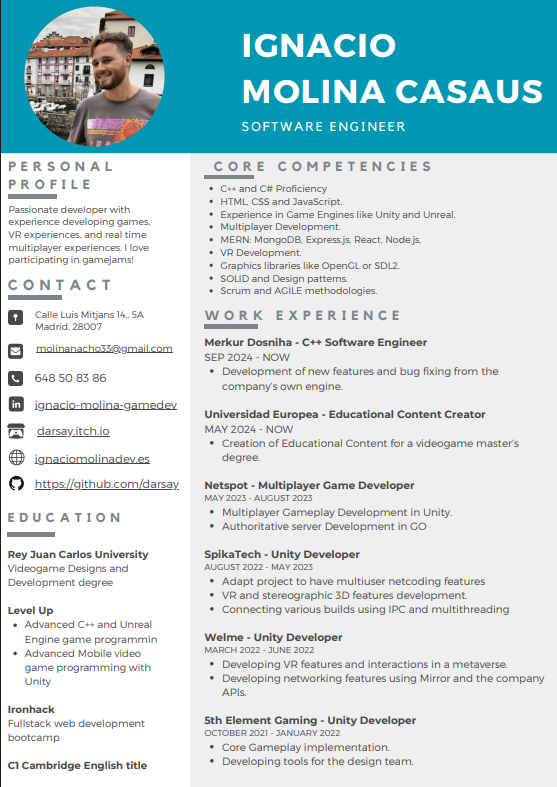 IGNACIO
MOLINA CASAUS
SOFTWARE ENGINEER
PERSONAL
PROFILE
Passionate developer with
experience developing games,
VR experiences, and real time
multiplayer experiences. I love
participating in gamejams!
CONTACT
Calle Luis Mitjans 14,, 5A
Madrid, 28007
molinanacho33@gmail.com
648 50 83 86
ignacio-molina-gamedev
darsay.itch.io
ignaciomolinadev.es
https://github.com/darsay
EDUCATION
Rey Juan Carlos University
Videogame Designs and
Development degree
Level Up
• Advanced C++ and Unreal
Engine game programmin
• Advanced Mobile video
game programming with
Unity
Ironhack
Fullstack web development
bootcamp
C1 Cambridge English title
CORE COMPETENCIES
• C++ and C# Proficiency
• HTML, CSS and JavaScript.
• Experience in Game Engines like Unity and Unreal.
• Multiplayer Development.
• MERN: MongoDB, Express.js, React, Node.js,
• VR Development.
• Graphics libraries like OpenGL or SDL2.
• SOLID and Design patterns.
• Scrum and AGILE methodologies.
WORK EXPERIENCE
Merkur Dosniha - C++ Software Engineer
SEP 2024 - NOW
• Development of new features and bug fixing from the
company's own engine.
Universidad Europea - Educational Content Creator
MAY 2024 - NOW
• Creation of Educational Content for a videogame master's
degree.
Netspot - Multiplayer Game Developer
MAY 2023 - AUGUST 2023
• Multiplayer Gameplay Development in Unity.
• Authoritative server Development in GO
SpikaTech - Unity Developer
AUGUST 2022 - MAY 2023
• Adapt project to have multiuser netcoding features
• VR and stereographic 3D features development.
• Connecting various builds using IPC and multithreading
Welme - Unity Developer
MARCH 2022 - JUNE 2022
• Developing VR features and interactions in a metaverse.
• Developing networking features using Mirror and the company
APIs.
5th Element Gaming - Unity Developer
OCTOBER 2021 - JANUARY 2022
• Core Gameplay implementation.
• Developing tools for the design team.